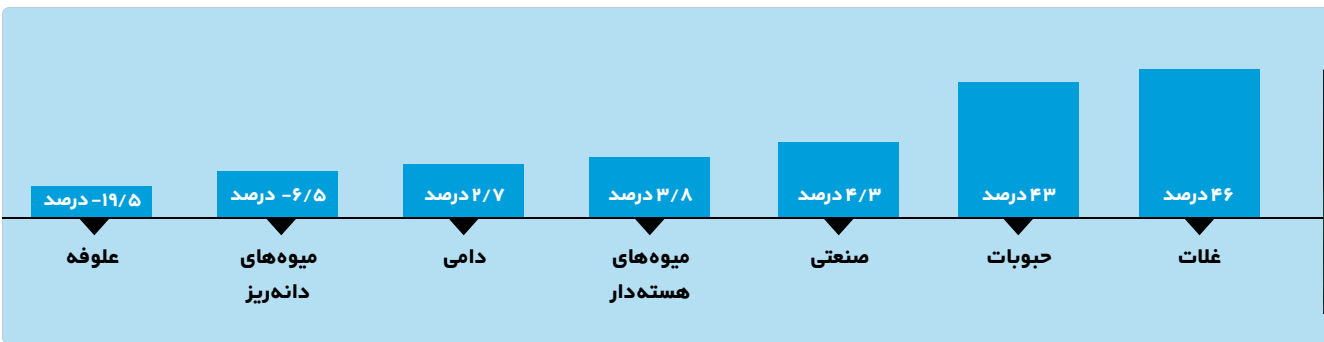 ۴۶ درصد
۴۳ درصد
۴/۳ درصد
۳/۸ درصد
۲/۷ درصد
-۶/۵ درصد
-۱۹/۵ درصد
غلات
حبوبات
صنعتی
میوه‌های
هسته‌دار
دامی
میوه‌های
دانه‌ریز
علوفه